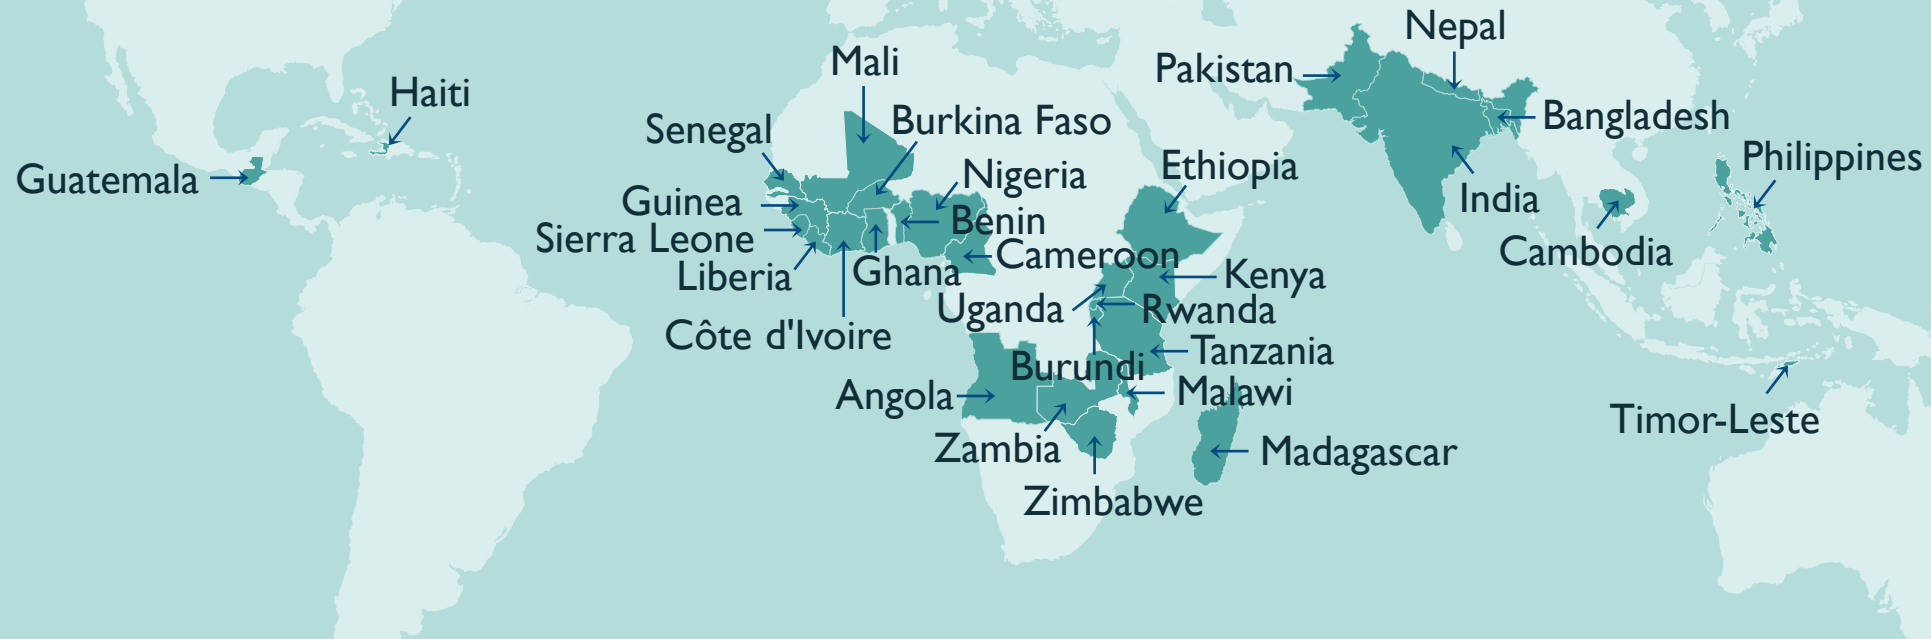 Nepal
Mali
Pakistan
Haiti
Burkina Faso
Bangladesh
Senegal
Philippines
Ethiopia
Nigeria
Guatemala
Guinea
India
Benin
Sierra Leone
Cambodia
Cameroon
Liberia
Ghana
Kenya
Uganda
Rwanda
Côte d'Ivoire
Tanzania
Burundi
Malawi
Angola
Timor-Leste
Zambia
Madagascar
Zimbabwe